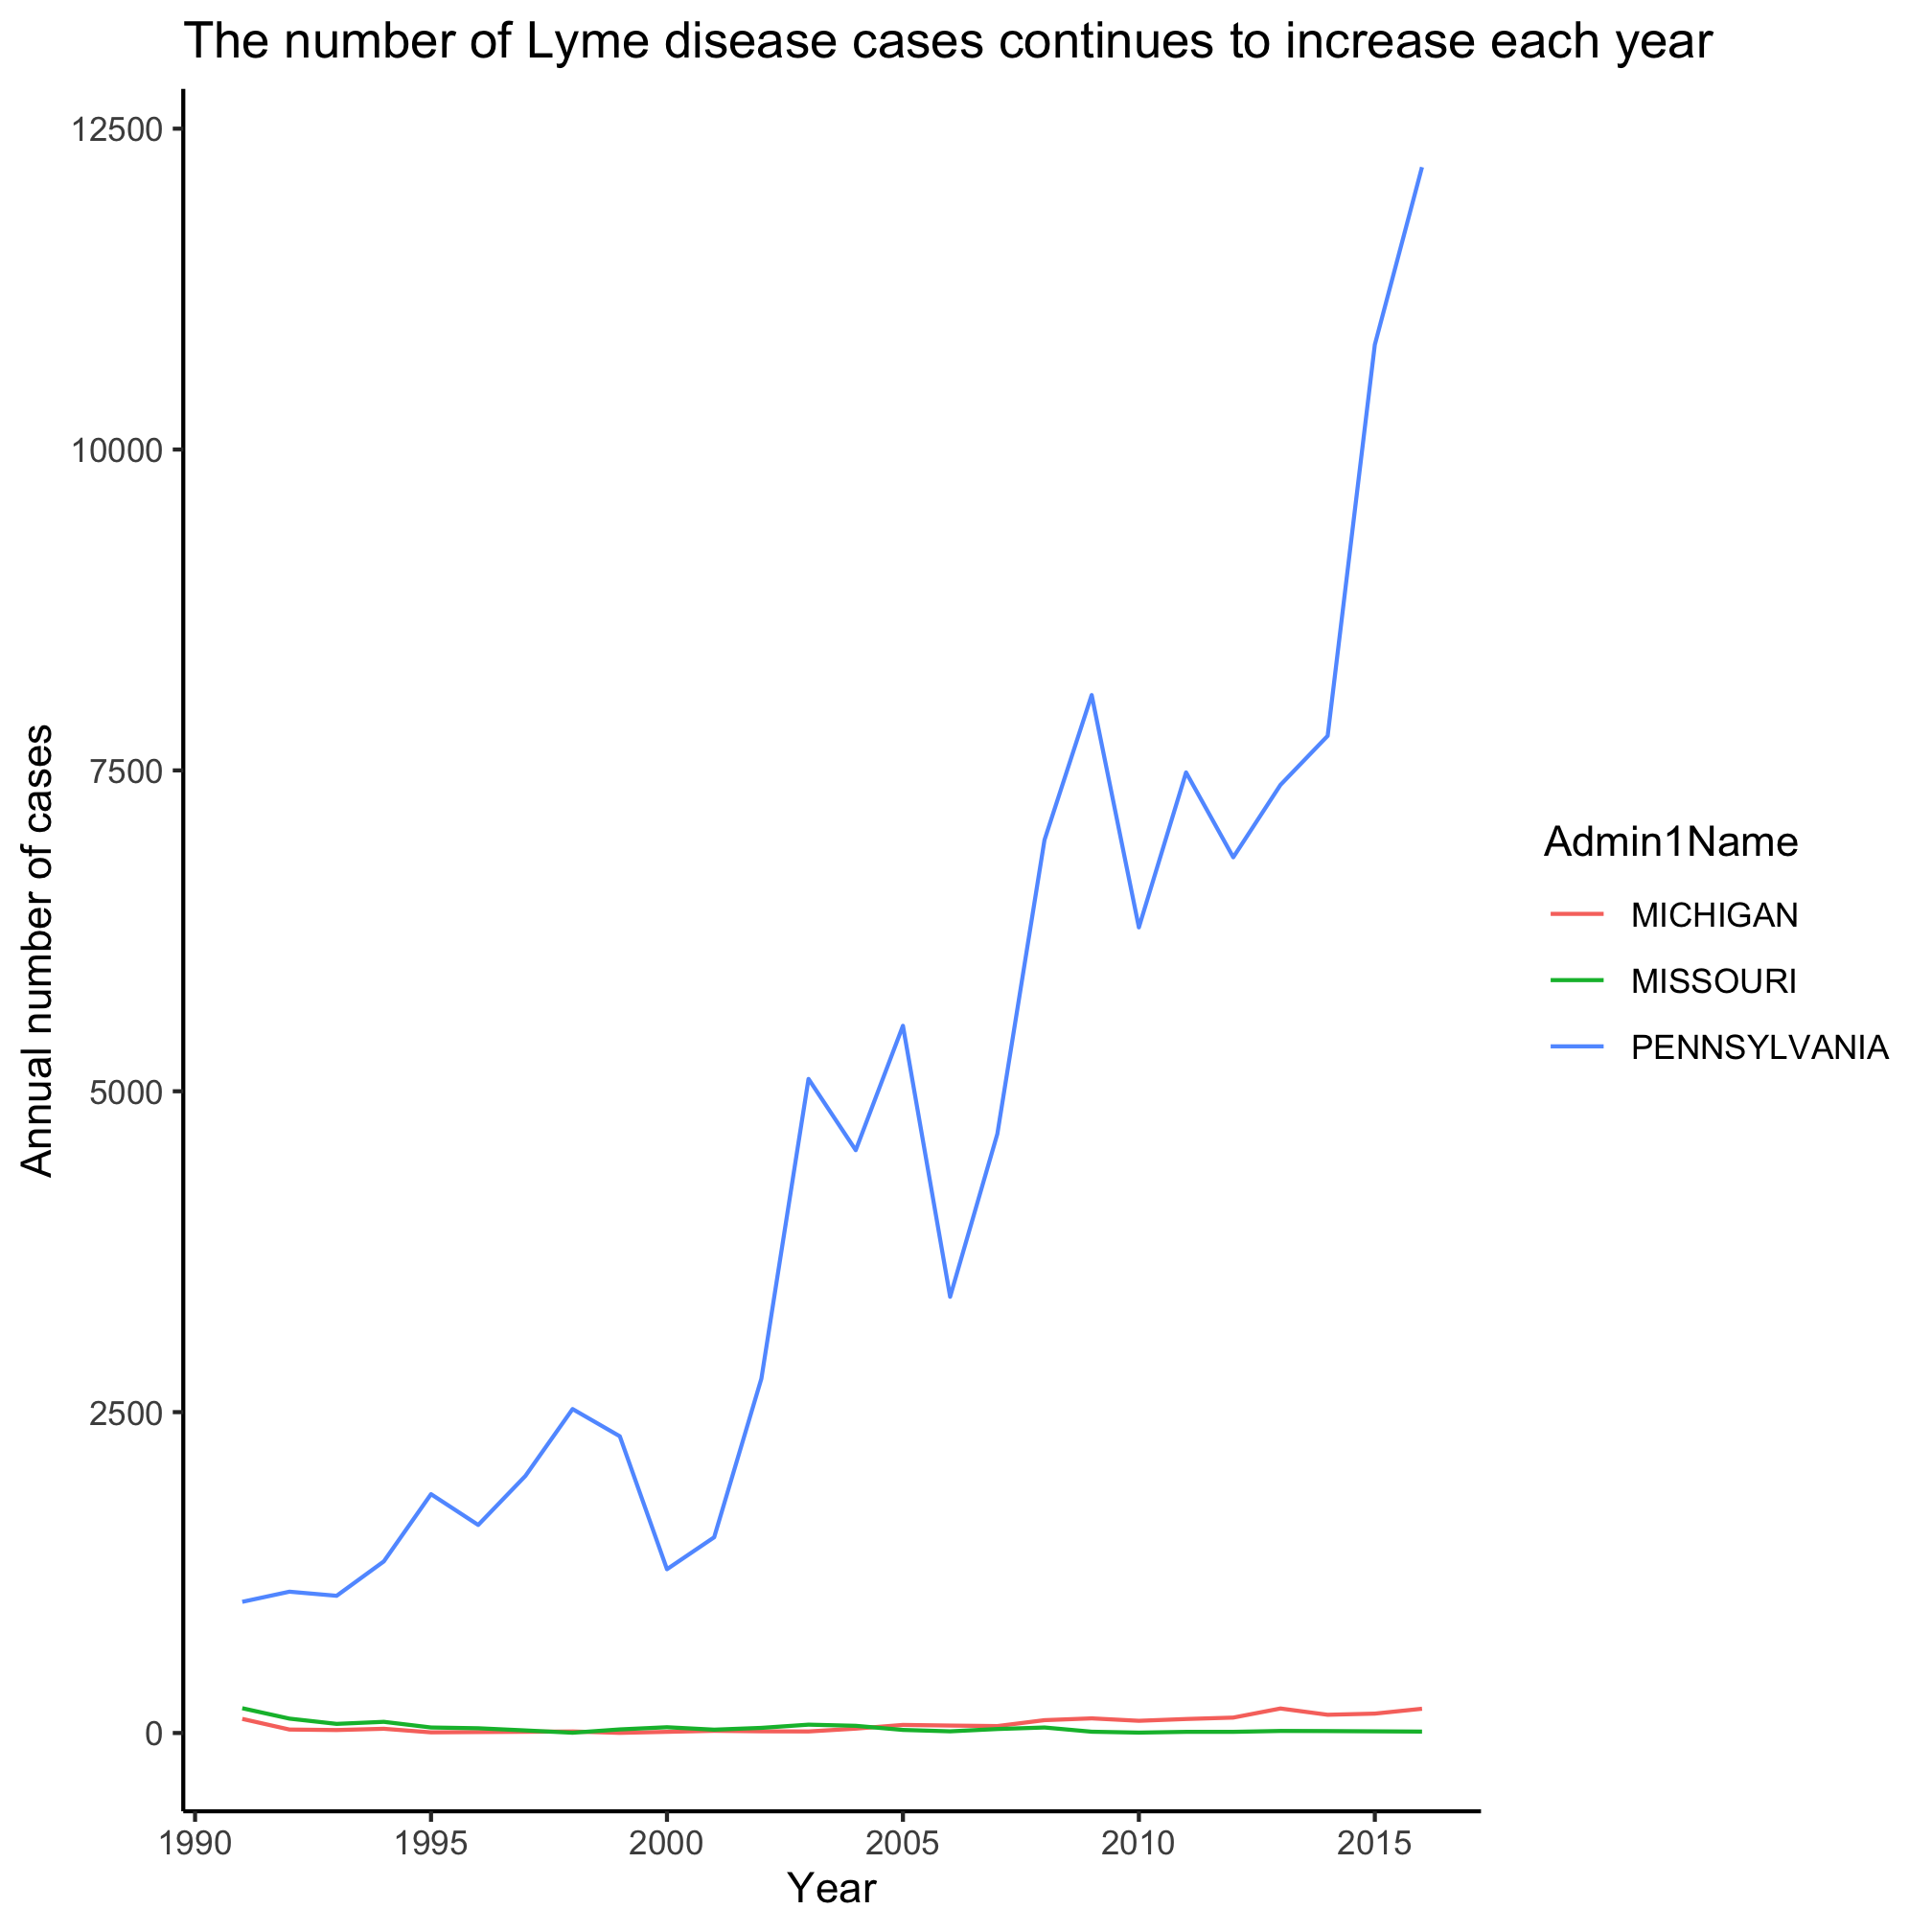 The number of Lyme disease cases continues to increase each year
Annual number of cases
12500
10000
7500
5000
2500
0
1990 1995 2000 2005 2010 2015
Year
Admin1Name
MICHIGAN
MISSOURI
PENNSYLVANIA